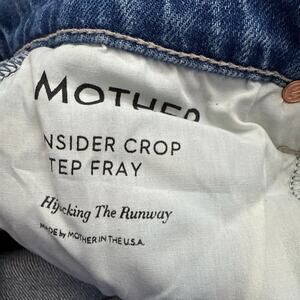 MOTHER
NSIDER CROP
TEP FRAY
Hijacking The Runway
MADE by MOTHER IN THE U.S.A.